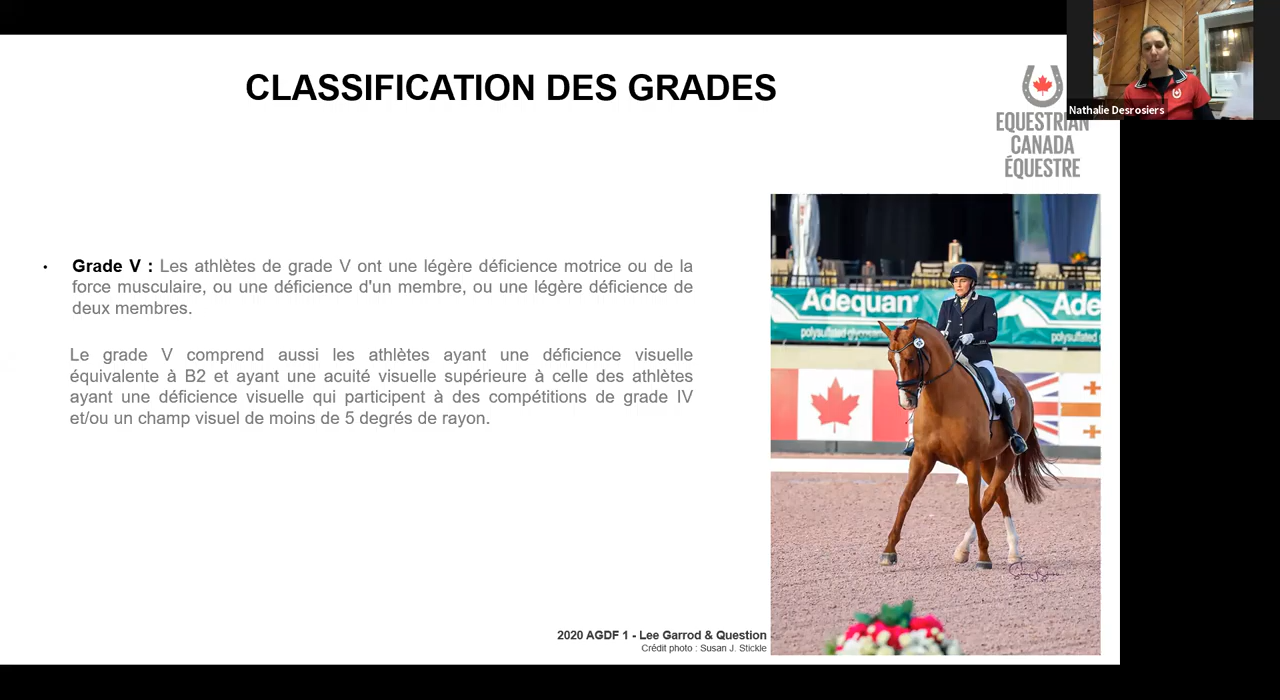 CLASSIFICATION DES GRADES
Nathalie Desrosiers
EQUESTRIAN
CANADA
ÉQUESTRE
• Grade V : Les athlètes de grade V ont une légère déficience motrice ou de la
force musculaire, ou une déficience d'un membre, ou une légère déficience de
deux membres.
Le grade V comprend aussi les athlètes ayant une déficience visuelle
équivalente à B2 et ayant une acuité visuelle supérieure à celle des athlètes
ayant une déficience visuelle qui participent à des compétitions de grade IV
et/ou un champ visuel de moins de 5 degrés de rayon.
Adequan
Ade
polysulfated
2020 AGDF 1 - Lee Garrod & Question
Crédit photo : Susan J. Stickle